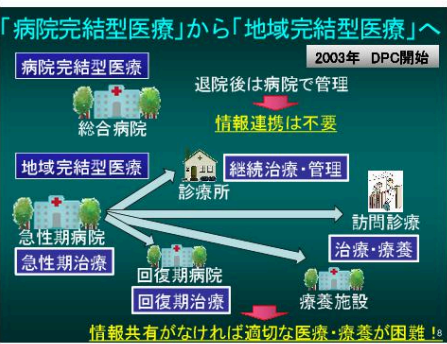 「病院完結型医療」から「地域完結型医療」へ
2003年 DPC開始
病院完結型医療
退院後は病院で管理
総合病院
情報連携は不要
地域完結型医療
診療所
継続治療・管理
急性期病院
急性期治療
訪問診療
治療・療養
回復期病院
回復期治療
療養施設
情報共有がなければ適切な医療・療養が困難！
8